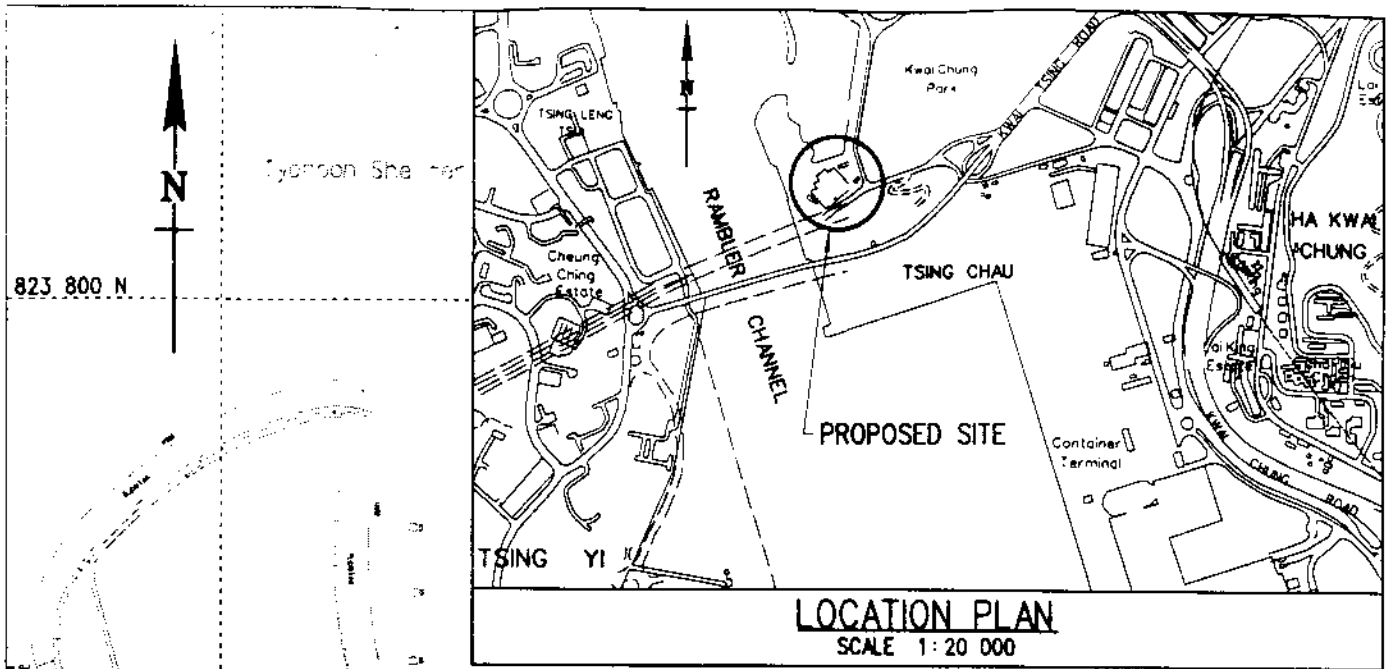 N
Typhoon Shelter
823 800 N
N
TSING LENG
TSUI
Kwai Chung
Park
KWAI TSING ROAD
RAMBLER
CHANNEL
HA KWAI
CHUNG
Cheung
Ching
Estate
TSING CHAU
PROPOSED SITE
Container
Terminal
Estate
KWAI CHUNG ROAD
TSING YI
LOCATION PLAN
SCALE 1:20 000